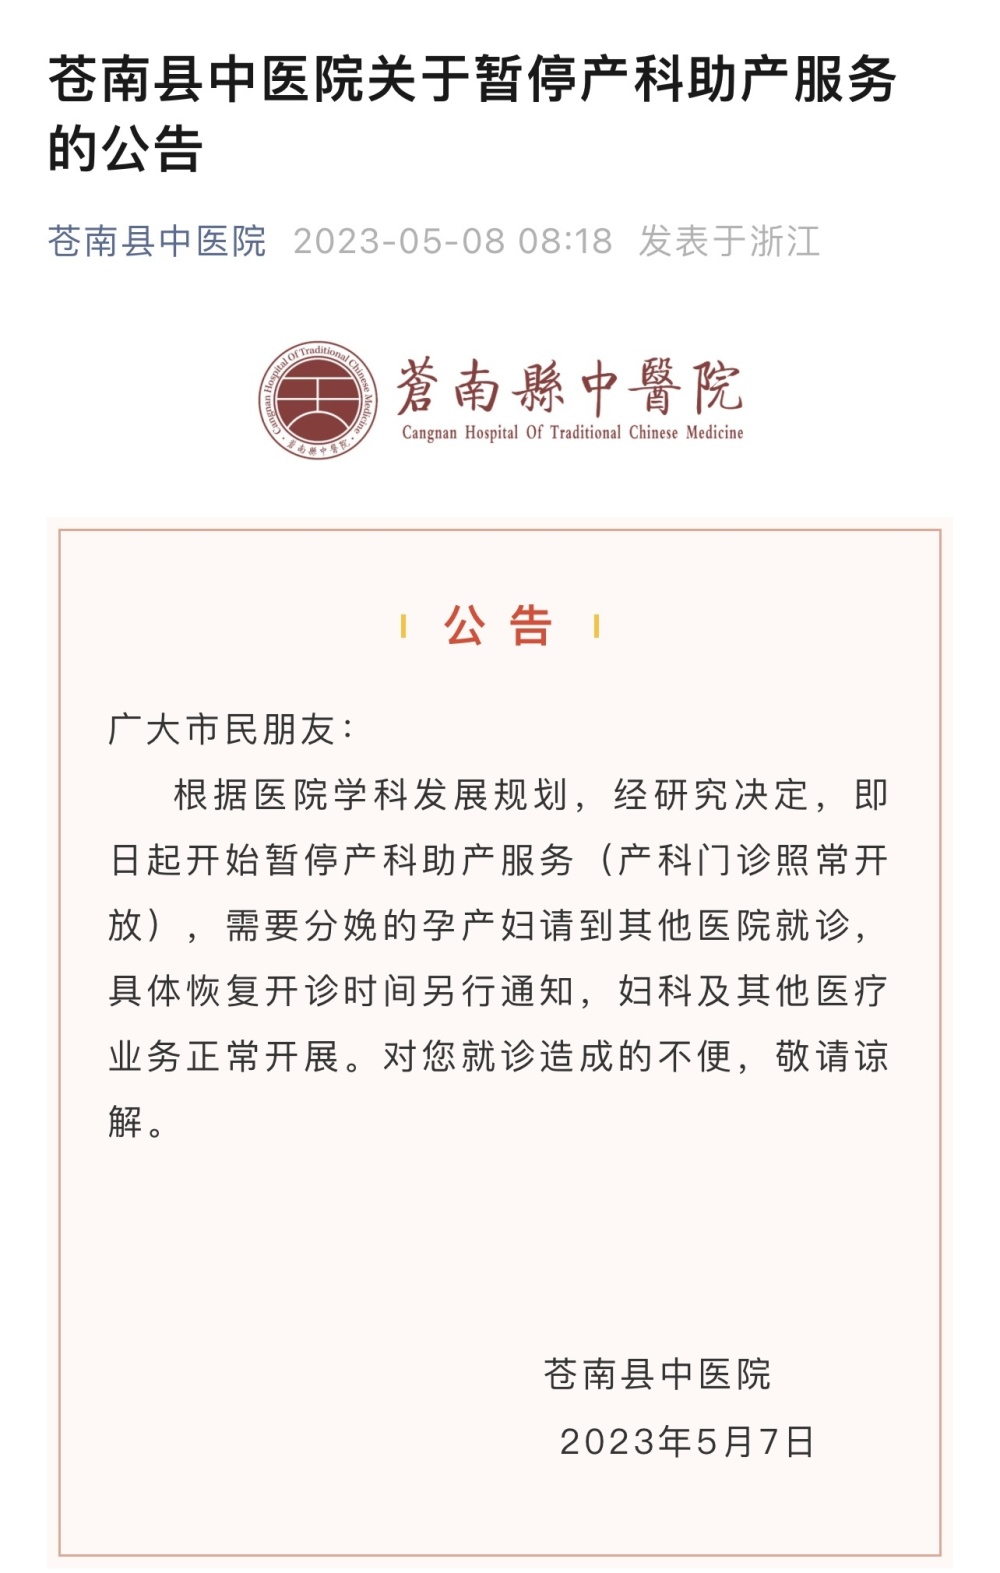 苍南县中医院关于暂停产科助产服务
的公告
苍南县中医院 2023-05-08 08:18 发表于浙江
Cangnan Hospital Of Traditional Chinese Medicine
蒼南縣中醫院
蒼南縣中醫院
Cangnan Hospital Of Traditional Chinese Medicine
公告
广大市民朋友：
根据医院学科发展规划，经研究决定，即
日起开始暂停产科助产服务（产科门诊照常开
放），需要分娩的孕产妇请到其他医院就诊，
具体恢复开诊时间另行通知，妇科及其他医疗
业务正常开展。对您就诊造成的不便，敬请谅
解。
苍南县中医院
2023年5月7日